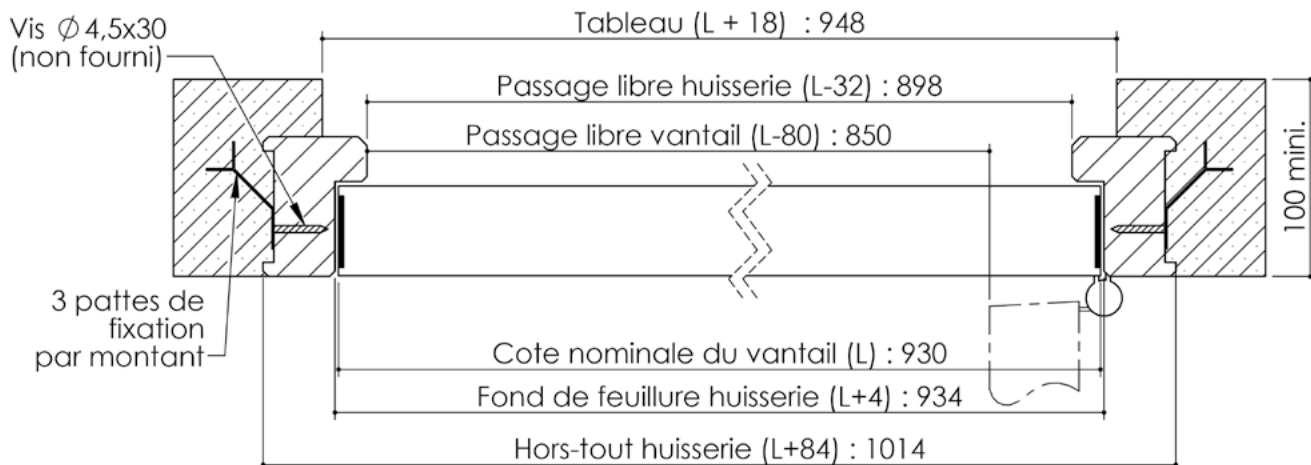 Vis Ø 4,5x30
(non fourni)
Tableau (L + 18) : 948
Passage libre huisserie (L-32) : 898
Passage libre vantail (L-80) : 850
100 mini.
3 pattes de
fixation
par montant
Cote nominale du vantail (L) : 930
Fond de feuillure huisserie (L+4) : 934
Hors-tout huisserie (L+84) : 1014